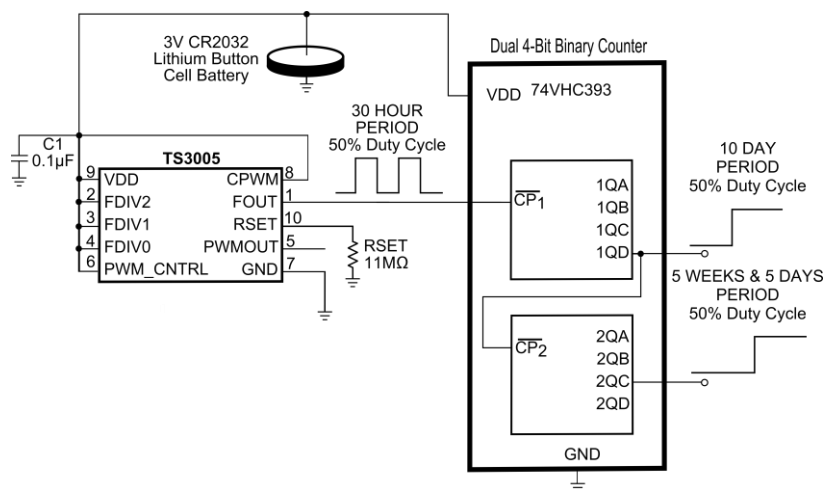 3V CR2032
Lithium Button
Cell Battery
Dual 4-Bit Binary Counter
VDD 74VHC393
30 HOUR
PERIOD
50% Duty Cycle
C1
0.1µF
TS3005
9 VDD
2 FDIV2
3 FDIV1
4 FDIV0
6 PWM_CNTRL
CPWM 8
FOUT 1
RSET 10
PWMOUT 5
GND 7
RSET
11MΩ
CP1
1QA
1QB
1QC
1QD
10 DAY
PERIOD
50% Duty Cycle
5 WEEKS & 5 DAYS
PERIOD
50% Duty Cycle
CP2
2QA
2QB
2QC
2QD
GND